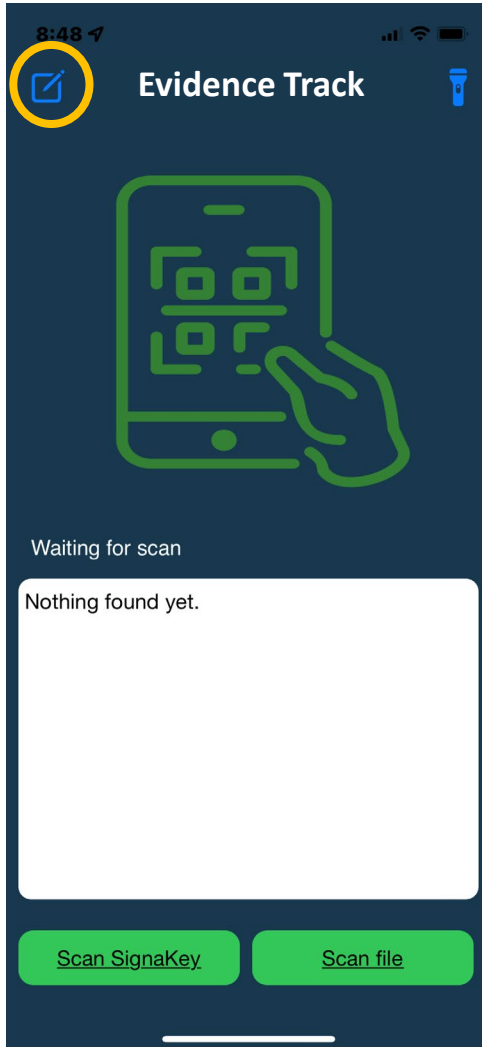 8:48
Evidence Track
Waiting for scan
Nothing found yet.
Scan SignaKey
Scan file